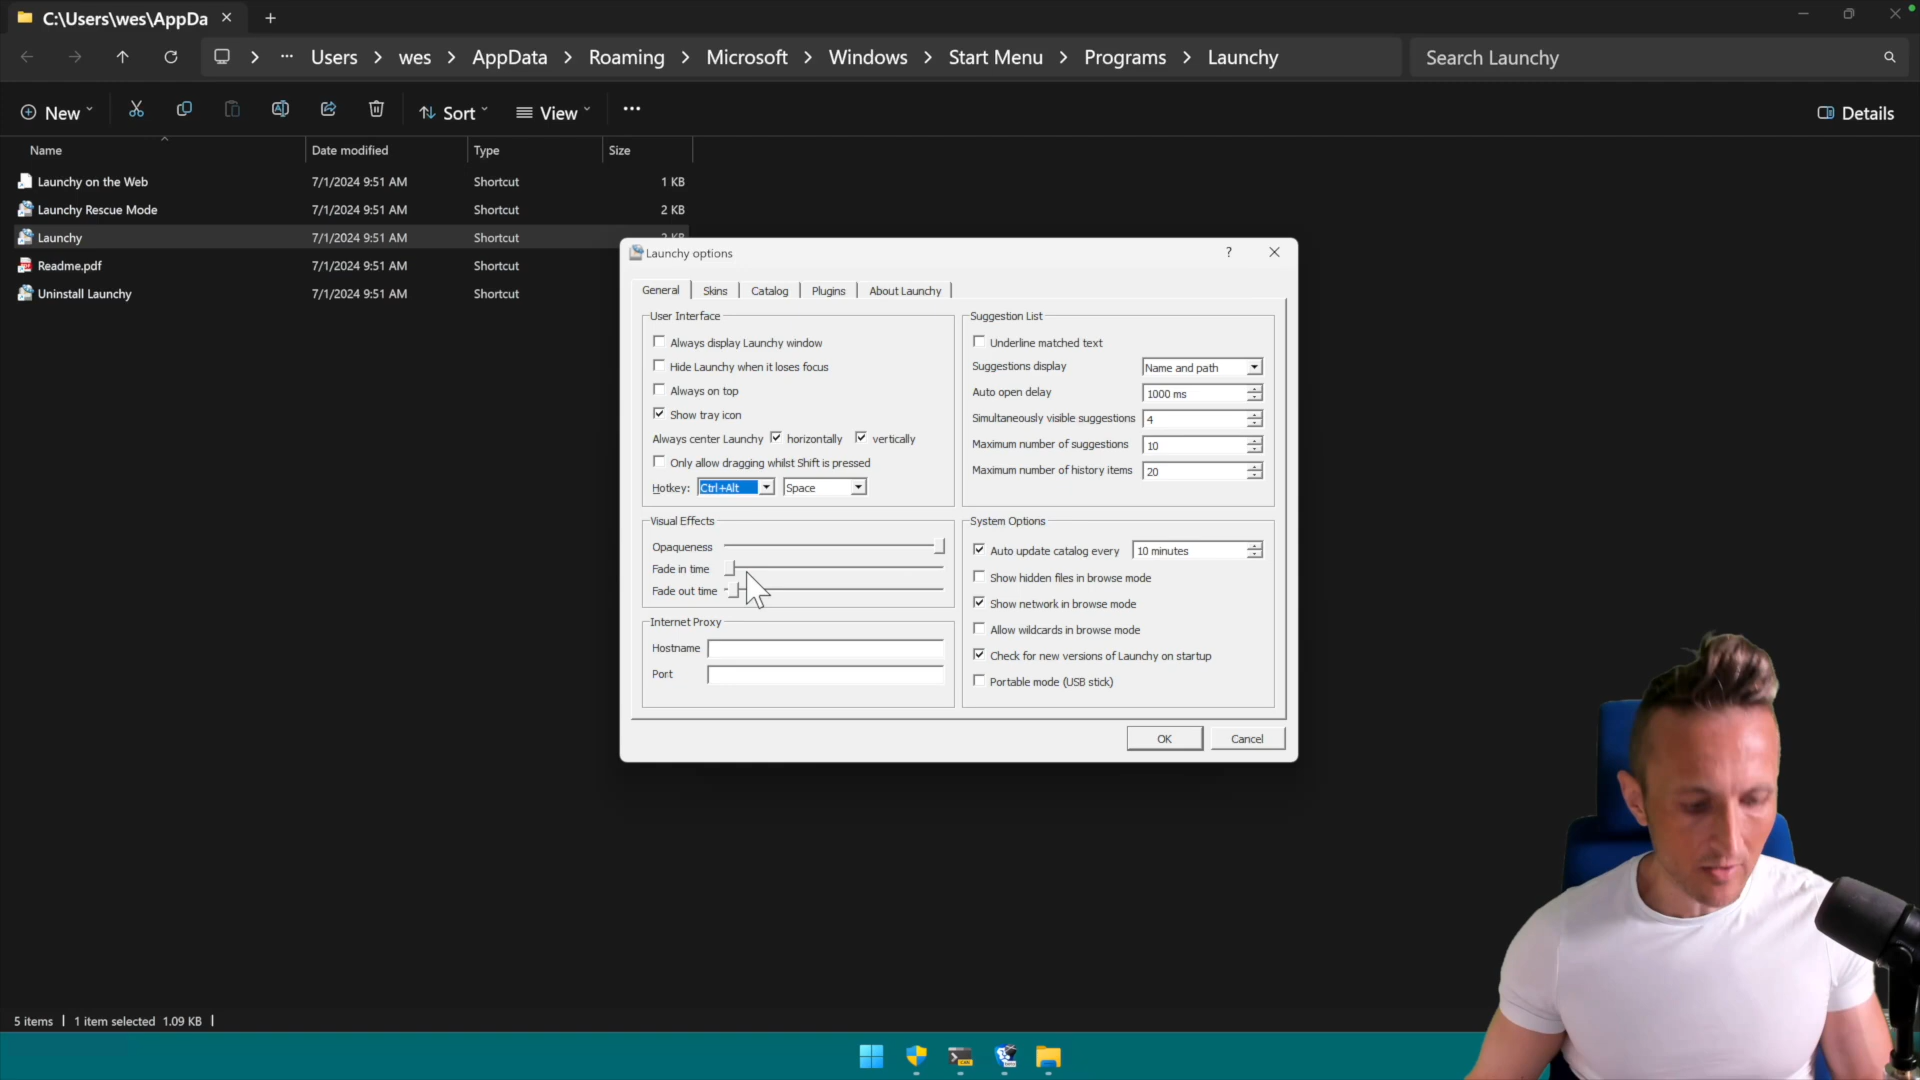 C:\Users\wes\AppDa
Users > wes > AppData > Roaming > Microsoft > Windows > Start Menu > Programs > Launchy
Search Launchy
New
Sort
View
Details
Name Date modified Type Size
Launchy on the Web 7/1/2024 9:51 AM Shortcut 1 KB
Launchy Rescue Mode 7/1/2024 9:51 AM Shortcut 2 KB
Launchy 7/1/2024 9:51 AM Shortcut 2 KB
Readme.pdf 7/1/2024 9:51 AM Shortcut
Uninstall Launchy 7/1/2024 9:51 AM Shortcut
Launchy options
General Skins Catalog Plugins About Launchy
User Interface
Always display Launchy window
Hide Launchy when it loses focus
Always on top
Show tray icon
Always center Launchy horizontally vertically
Only allow dragging whilst Shift is pressed
Hotkey: Ctrl+Alt Space
Visual Effects
Opaqueness
Fade in time
Fade out time
Internet Proxy
Hostname
Port
Suggestion List
Underline matched text
Suggestions display Name and path
Auto open delay 1000 ms
Simultaneously visible suggestions 4
Maximum number of suggestions 10
Maximum number of history items 20
System Options
Auto update catalog every 10 minutes
Show hidden files in browse mode
Show network in browse mode
Allow wildcards in browse mode
Check for new versions of Launchy on startup
Portable mode (USB stick)
OK Cancel
5 items 1 item selected 1.09 KB